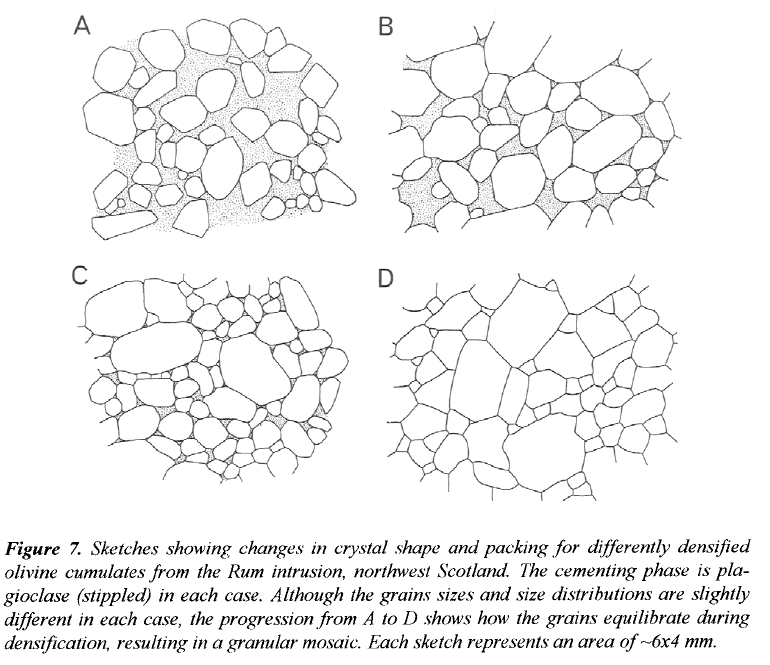 A
B
C
D
Figure 7. Sketches showing changes in crystal shape and packing for differently densified
olivine cumulates from the Rum intrusion, northwest Scotland. The cementing phase is pla-
gioclase (stippled) in each case. Although the grains sizes and size distributions are slightly
different in each case, the progression from A to D shows how the grains equilibrate during
densification, resulting in a granular mosaic. Each sketch represents an area of ~6x4 mm.